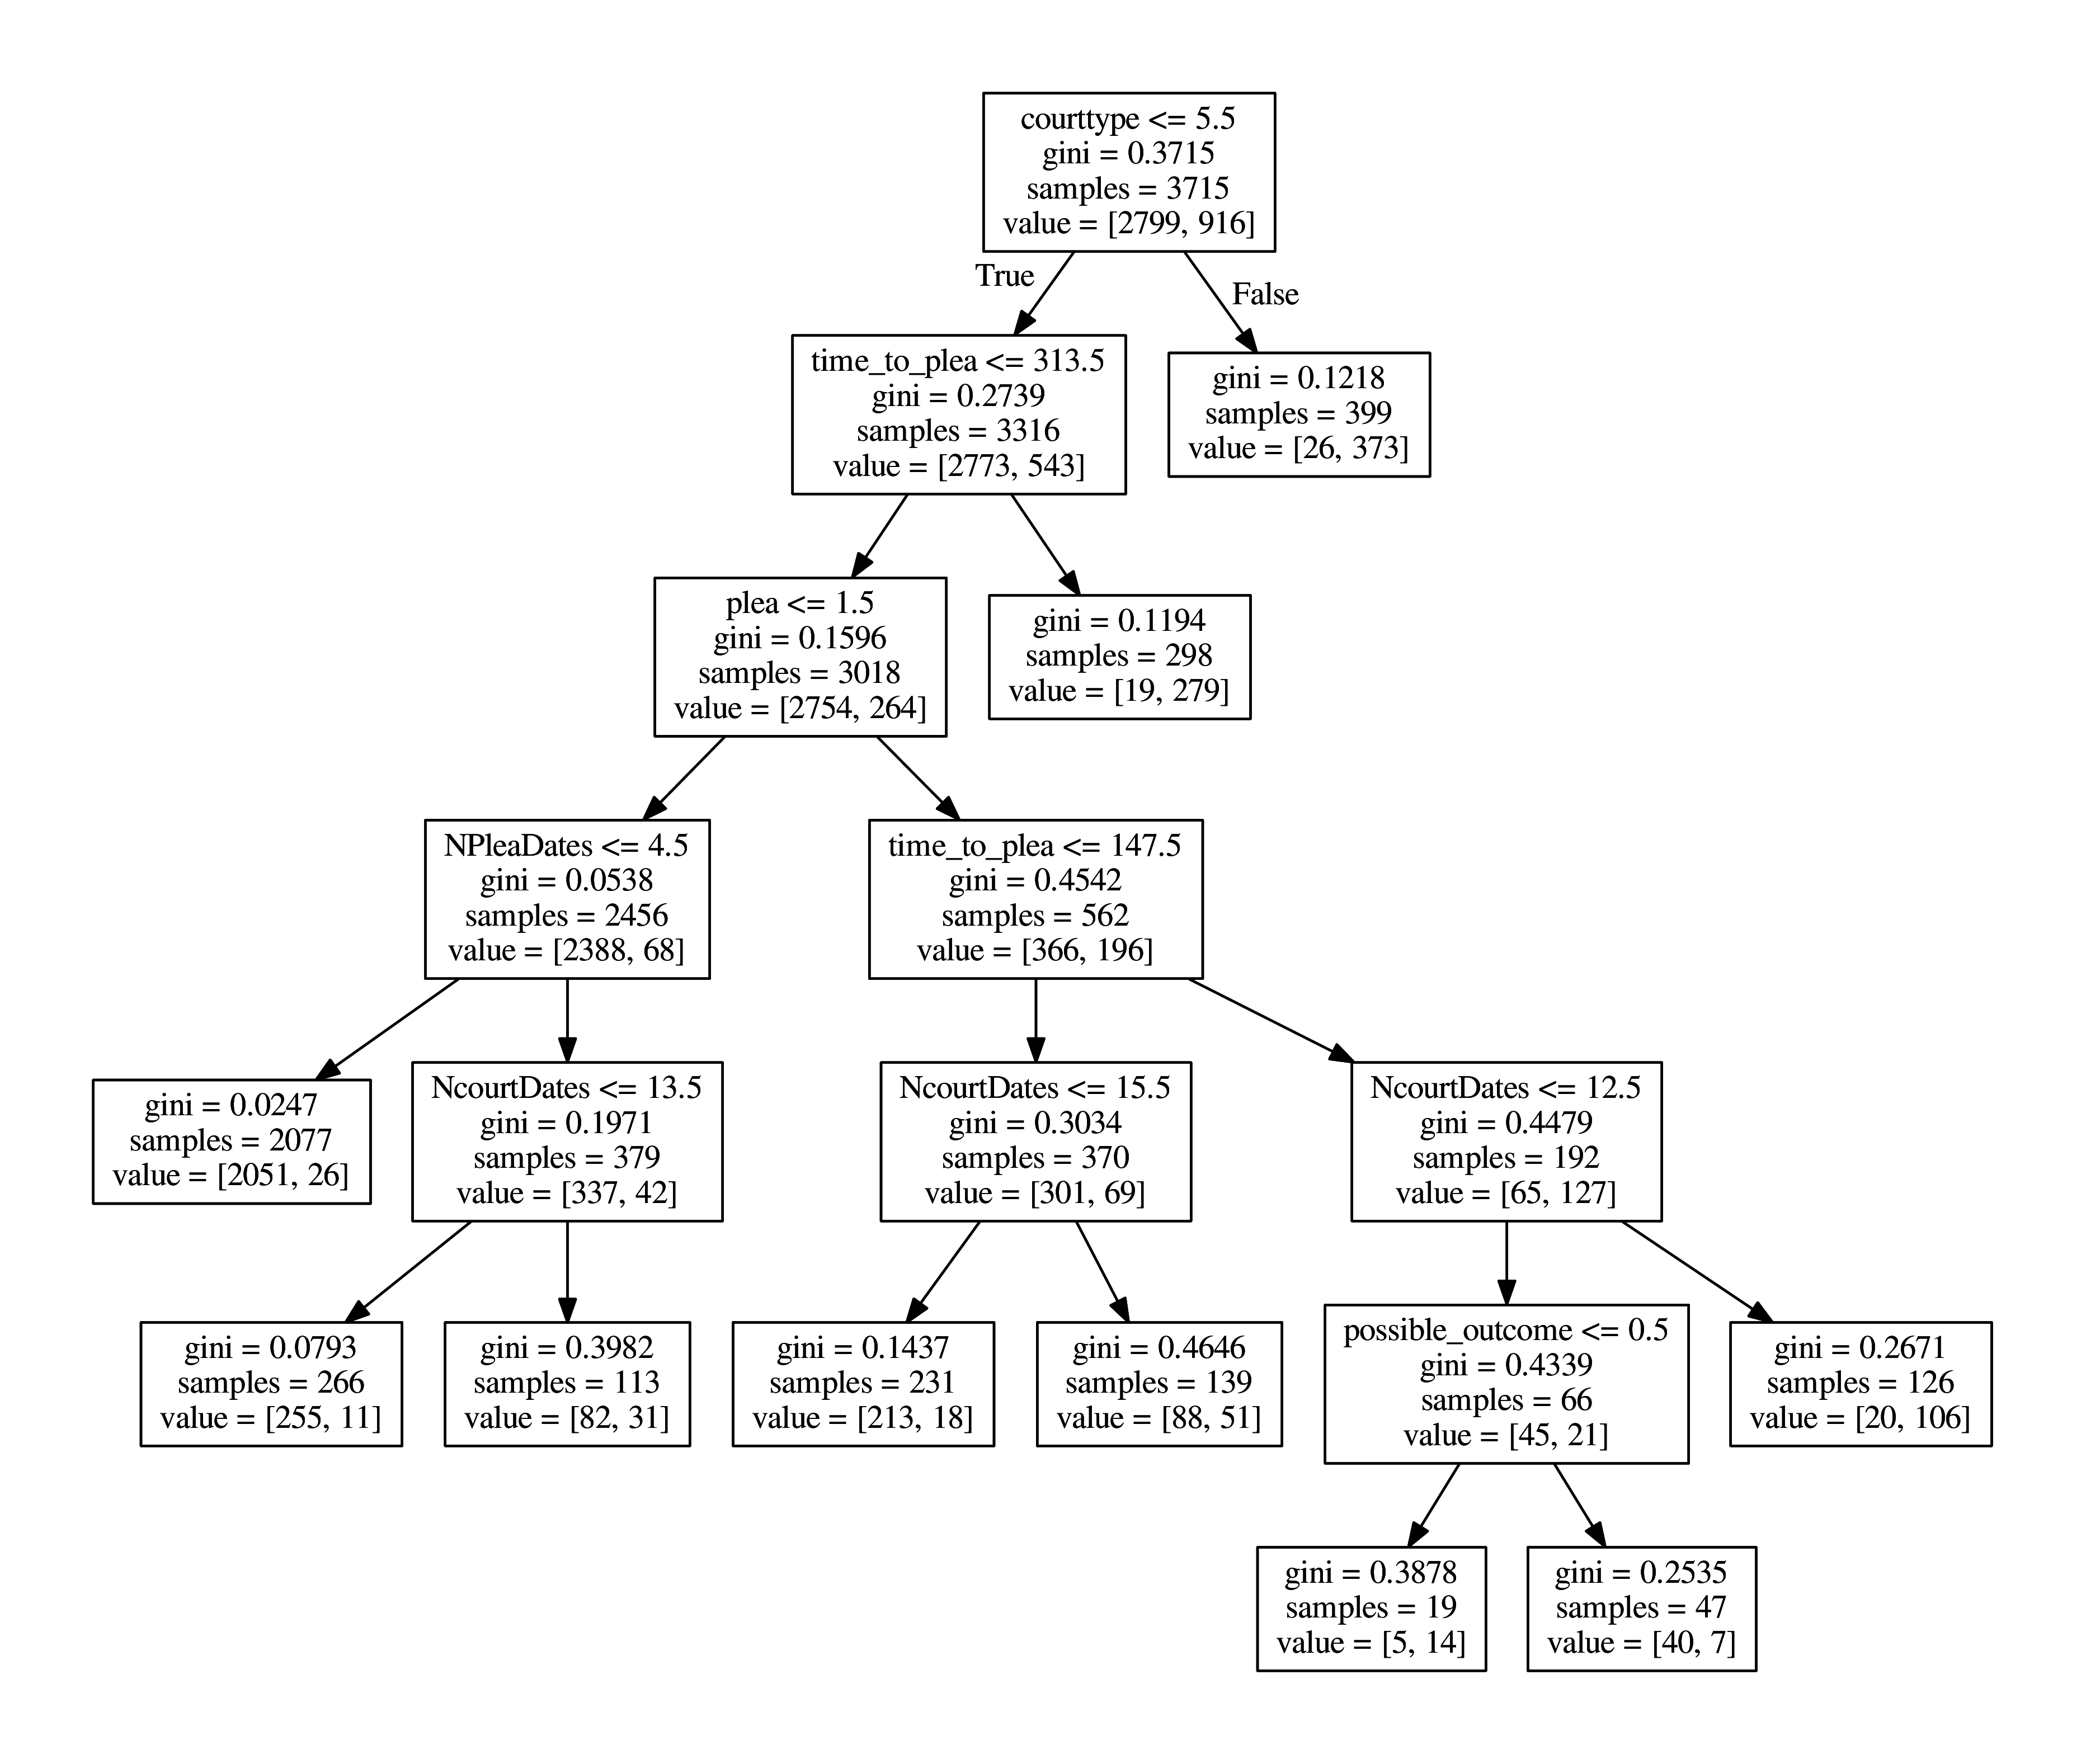 courttype <= 5.5
gini = 0.3715
samples = 3715
value = [2799, 916]
True
False
time_to_plea <= 313.5
gini = 0.2739
samples = 3316
value = [2773, 543]
gini = 0.1218
samples = 399
value = [26, 373]
plea <= 1.5
gini = 0.1596
samples = 3018
value = [2754, 264]
gini = 0.1194
samples = 298
value = [19, 279]
NPleaDates <= 4.5
gini = 0.0538
samples = 2456
value = [2388, 68]
time_to_plea <= 147.5
gini = 0.4542
samples = 562
value = [366, 196]
gini = 0.0247
samples = 2077
value = [2051, 26]
NcourtDates <= 13.5
gini = 0.1971
samples = 379
value = [337, 42]
NcourtDates <= 15.5
gini = 0.3034
samples = 370
value = [301, 69]
NcourtDates <= 12.5
gini = 0.4479
samples = 192
value = [65, 127]
gini = 0.0793
samples = 266
value = [255, 11]
gini = 0.3982
samples = 113
value = [82, 31]
gini = 0.1437
samples = 231
value = [213, 18]
gini = 0.4646
samples = 139
value = [88, 51]
possible_outcome <= 0.5
gini = 0.4339
samples = 66
value = [45, 21]
gini = 0.2671
samples = 126
value = [20, 106]
gini = 0.3878
samples = 19
value = [5, 14]
gini = 0.2535
samples = 47
value = [40, 7]